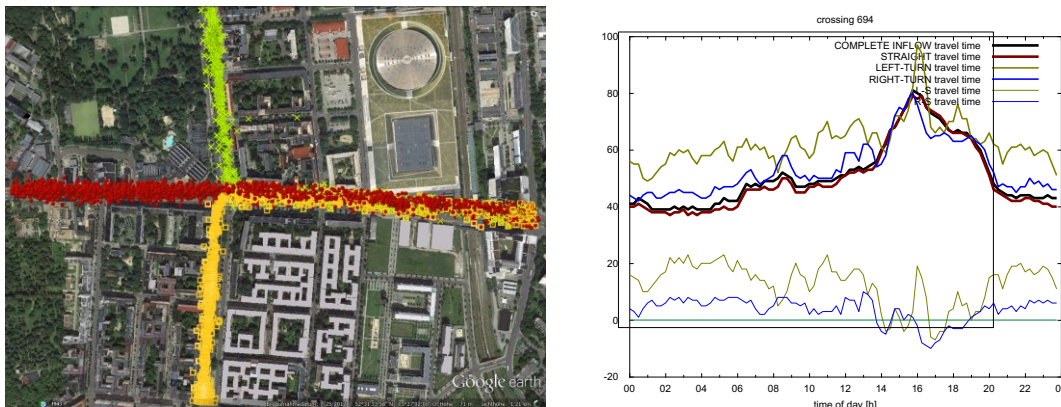 Google earth
crossing 694
COMPLETE INFLOW travel time
STRAIGHT travel time
LEFT-TURN travel time
RIGHT-TURN travel time
L-S travel time
R-S travel time
100
80
60
40
20
0
-20
00 02 04 06 08 10 12 14 16 18 20 22 0
time of day [h]